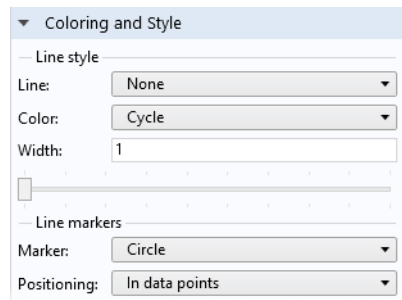 Coloring and Style
Line style
Line: None
Color: Cycle
Width: 1
Line markers
Marker: Circle
Positioning: In data points